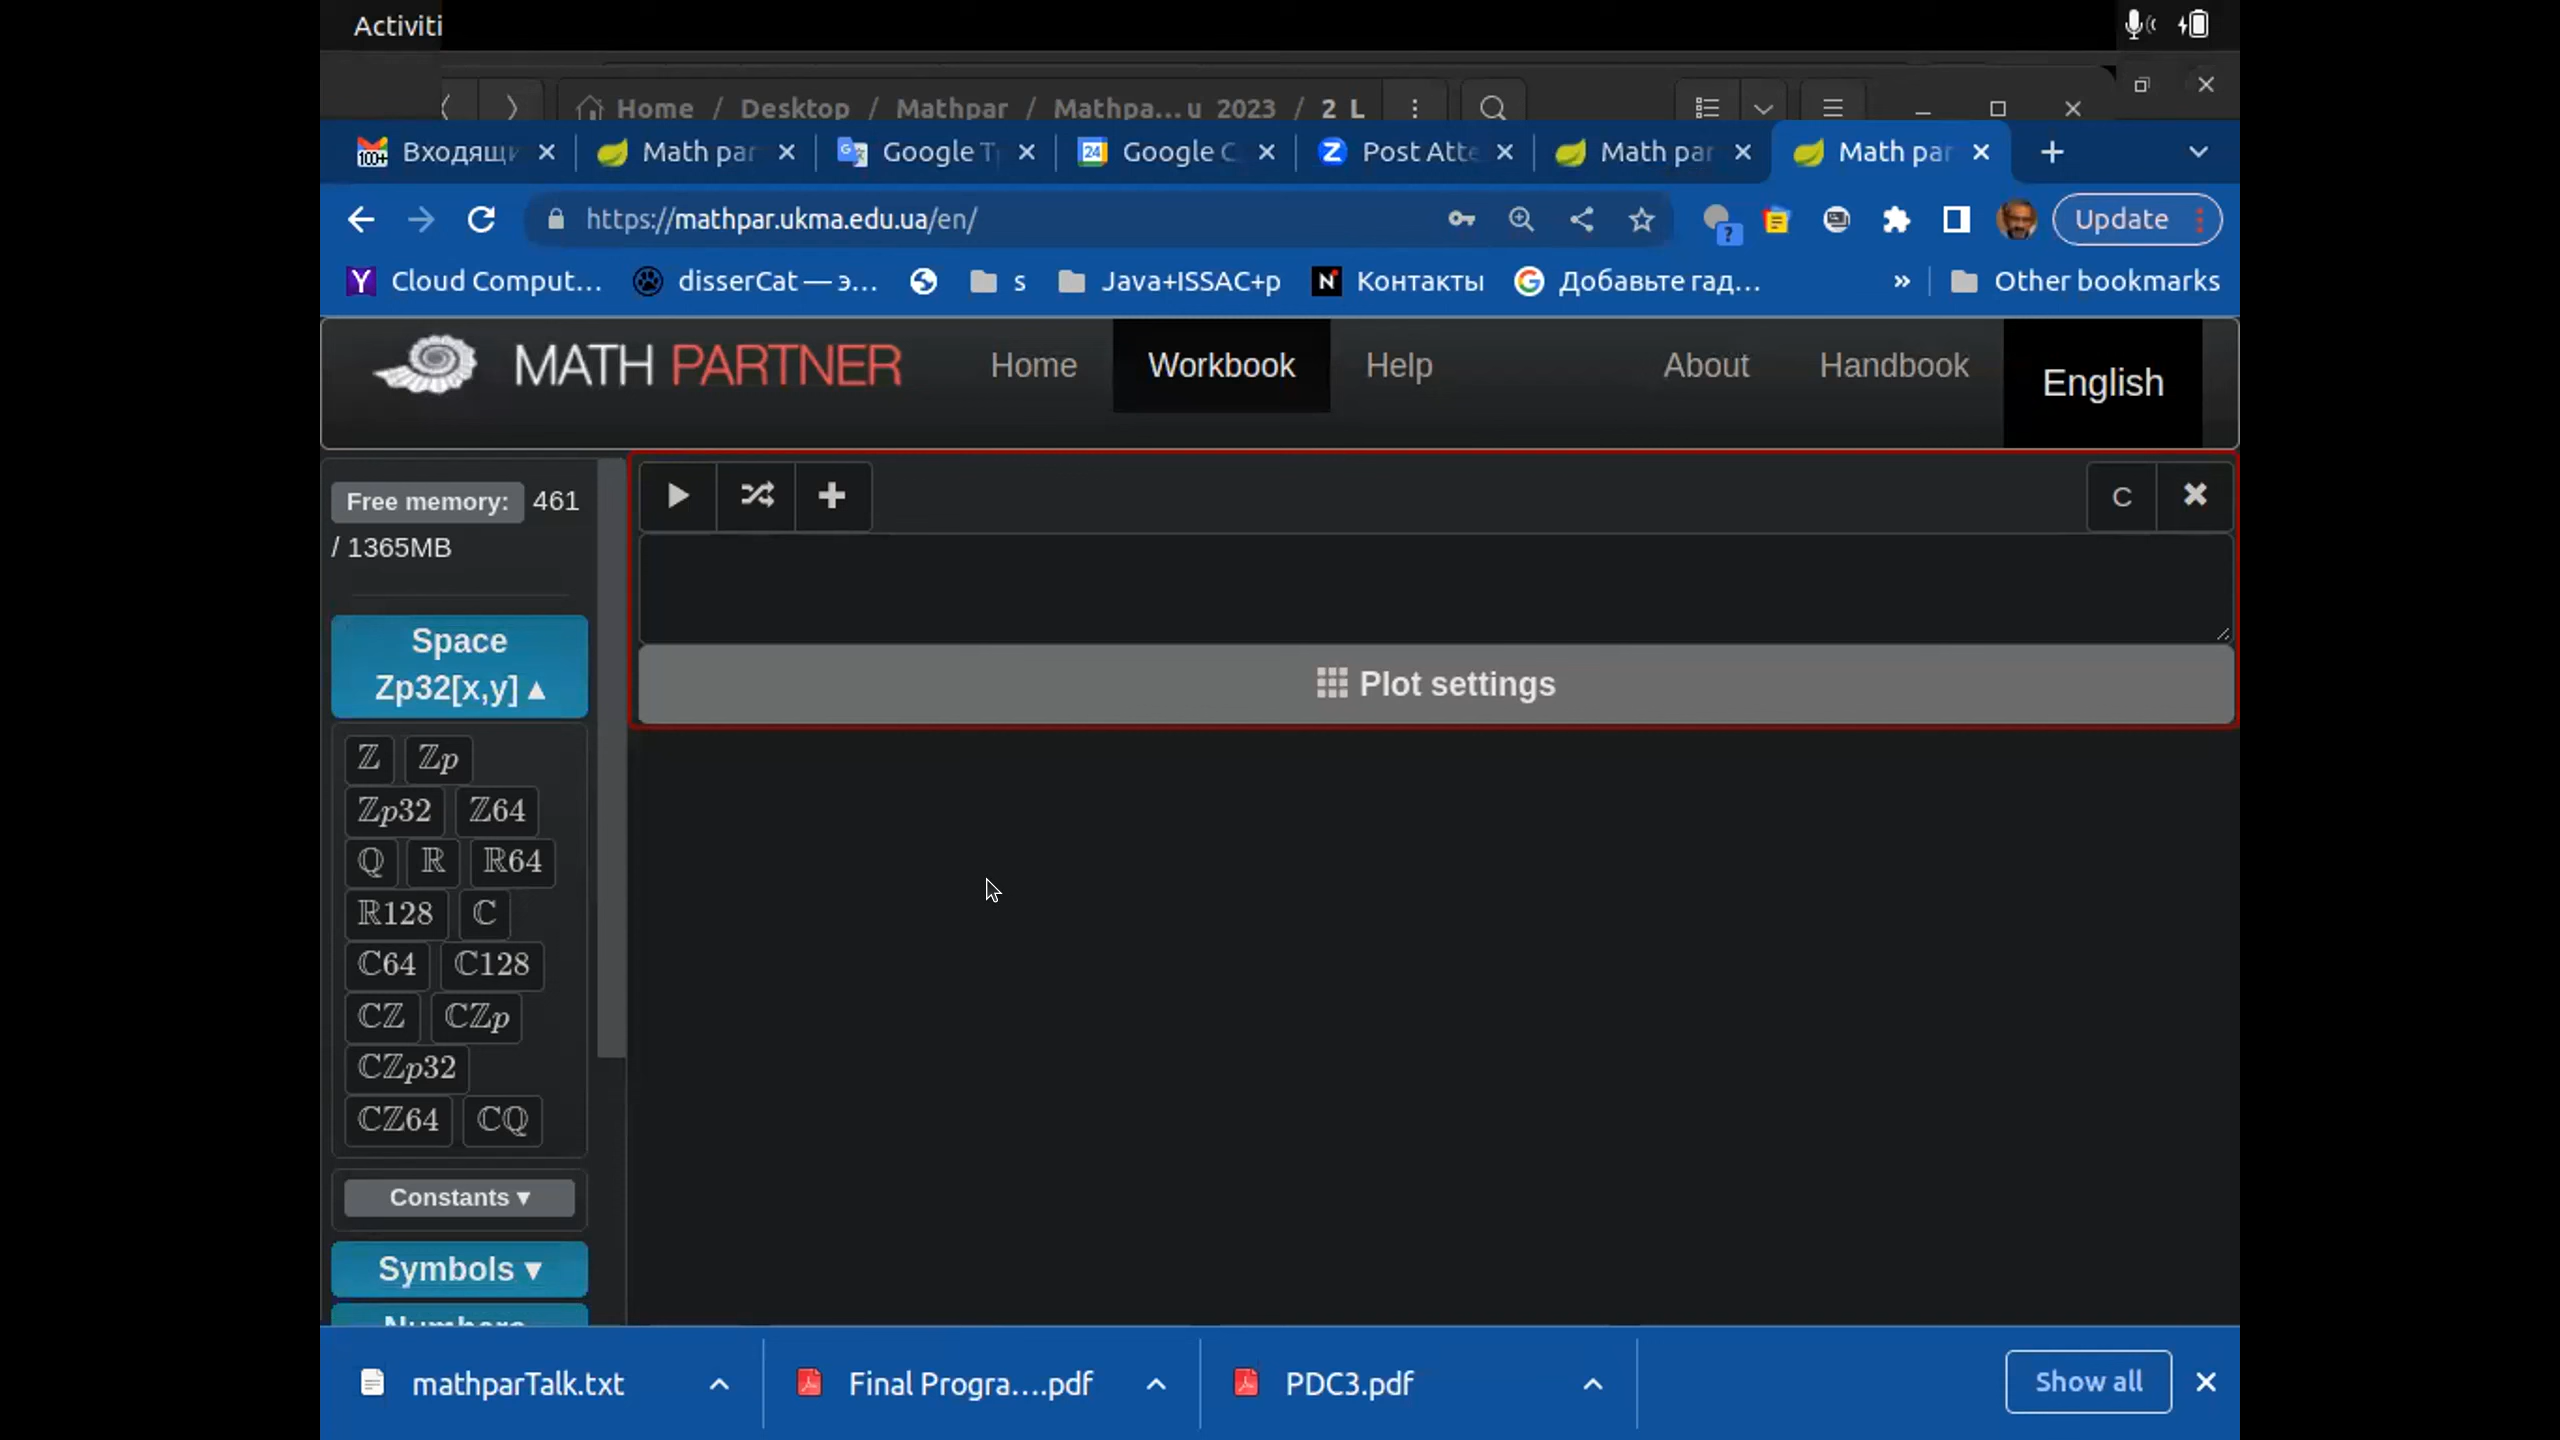 Activiti
Home / Desktop / Mathpar / Mathpa…u 2023 / 2 L
Входящи Math par Google Т Google C Post Atte Math par Math par
https://mathpar.ukma.edu.ua/en/ Update
Cloud Comput… disserCat — э… s Java+ISSAC+p Контакты Добавьте гад… » Other bookmarks
MATH PARTNER Home Workbook Help About Handbook English
Free memory: 461
/ 1365MB
C
Space
Zp32[x,y] ▲
Plot settings
ℤ ℤp
ℤp32 ℤ64
ℚ ℝ ℝ64
ℝ128 ℂ
ℂ64 ℂ128
ℂℤ ℂℤp
ℂℤp32
ℂℤ64 ℂℚ
Constants ▼
Symbols ▼
Numbers
mathparTalk.txt Final Progra….pdf PDC3.pdf Show all